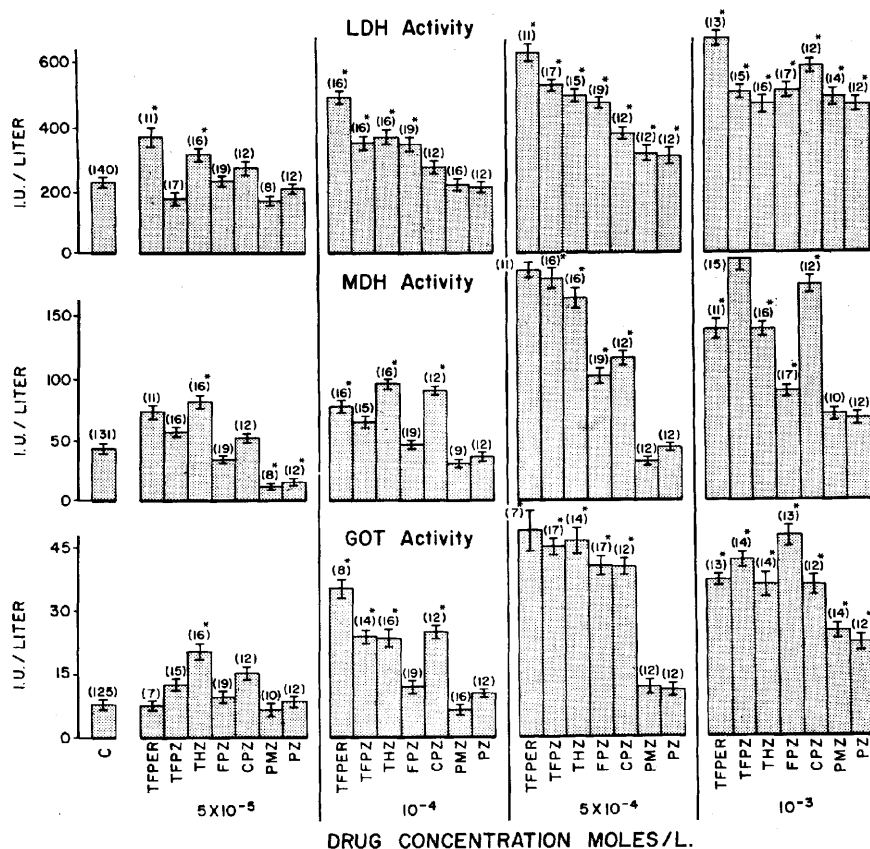 LDH Activity
I.U./ LITER
600
400
200
0
(140)
(11)*
(17)
(16)*
(19)
(12)
(8)
(12)
(16)*
(16)*
(16)*
(19)*
(12)
(16)
(12)
(11)*
(17)*
(15)*
(19)*
(12)*
(12)*
(12)*
(13)*
(15)*
(16)*
(17)*
(12)*
(14)*
(12)*
MDH Activity
I.U./ LITER
150
100
50
0
(131)
(11)
(16)
(16)*
(19)
(12)
(8)*
(12)*
(16)*
(15)
(16)*
(19)
(12)*
(9)
(12)
(11)
(16)*
(16)*
(19)*
(12)*
(12)
(12)
(11)*
(15)
(16)*
(17)*
(12)*
(10)
(12)
GOT Activity
I.U./ LITER
45
30
15
0
(125)
(7)
(15)
(16)*
(19)
(12)
(10)
(12)
(8)*
(14)*
(16)*
(19)
(12)*
(16)
(12)
(7)*
(17)*
(14)*
(17)*
(12)*
(12)
(12)
(13)*
(14)*
(14)*
(13)*
(12)*
(14)*
(12)*
C
TFPER
TFPZ
THZ
FPZ
CPZ
PMZ
PZ
TFPER
TFPZ
THZ
FPZ
CPZ
PMZ
PZ
TFPER
TFPZ
THZ
FPZ
CPZ
PMZ
PZ
TFPER
TFPZ
THZ
FPZ
CPZ
PMZ
PZ
5X10⁻⁵
10⁻⁴
5X10⁻⁴
10⁻³
DRUG CONCENTRATION MOLES/L.